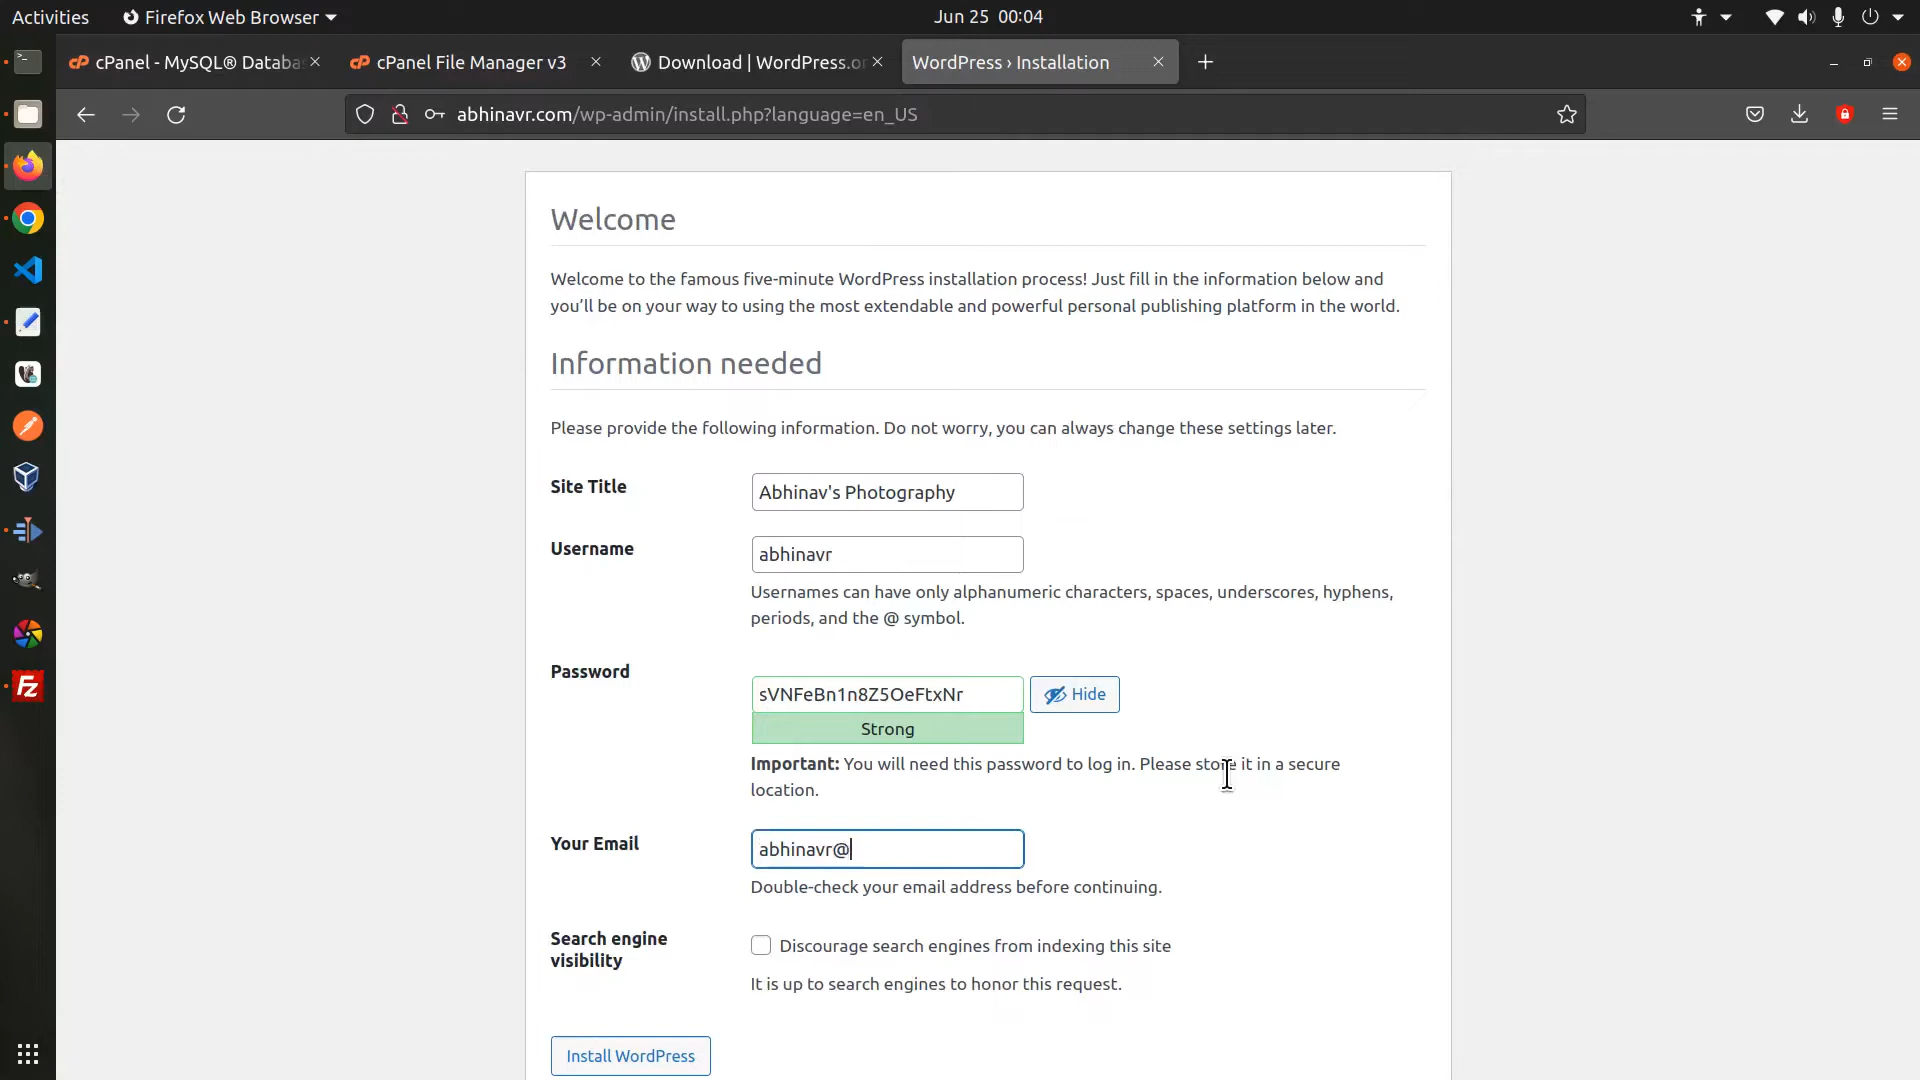 Activities
Firefox Web Browser
Jun 25 00:04
cPanel - MySQL® Databa
cPanel File Manager v3
Download | WordPress.or
WordPress › Installation
abhinavr.com/wp-admin/install.php?language=en_US
Welcome
Welcome to the famous five-minute WordPress installation process! Just fill in the information below and
you’ll be on your way to using the most extendable and powerful personal publishing platform in the world.
Information needed
Please provide the following information. Do not worry, you can always change these settings later.
Site Title
Abhinav's Photography
Username
abhinavr
Usernames can have only alphanumeric characters, spaces, underscores, hyphens,
periods, and the @ symbol.
Password
sVNFeBn1n8Z5OeFtxNr
Hide
Strong
Important: You will need this password to log in. Please store it in a secure
location.
Your Email
abhinavr@
Double-check your email address before continuing.
Search engine
visibility
Discourage search engines from indexing this site
It is up to search engines to honor this request.
Install WordPress